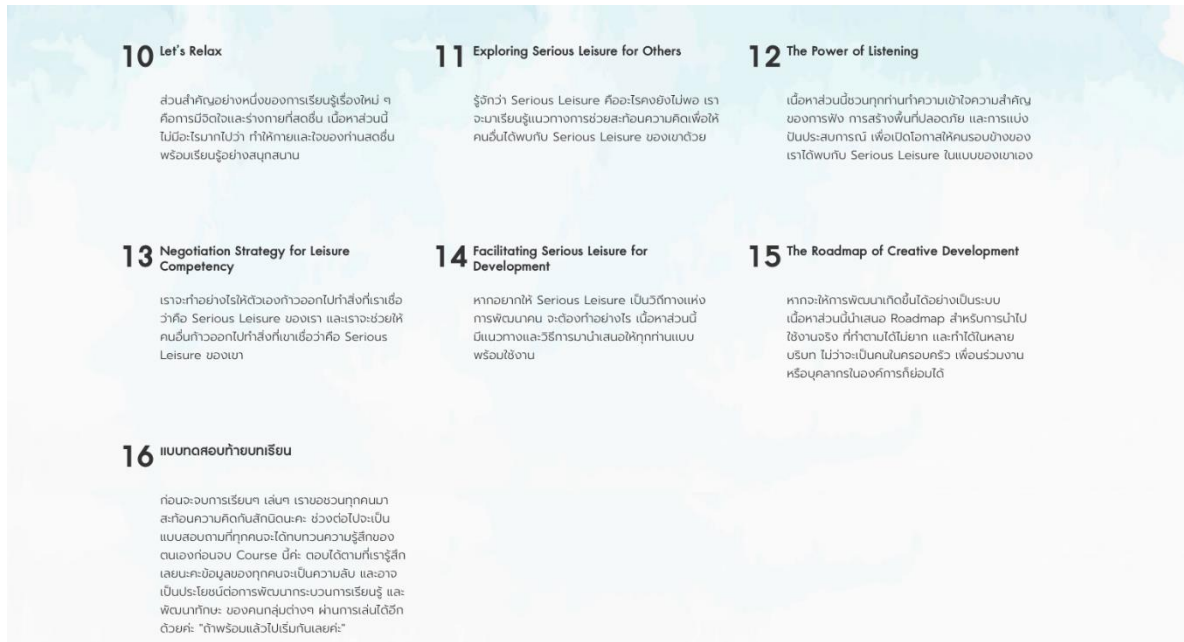 10 Let's Relax
ส่วนสำคัญอย่างหนึ่งของการเรียนรู้เรื่องใหม่ ๆ
คือการมีจิตใจและร่างกายที่สดชื่น เนื้อหาส่วนนี้
ไม่มีอะไรมากไปกว่า ทำให้กายและใจของท่านสดชื่น
พร้อมเรียนรู้อย่างสนุกสนาน
11 Exploring Serious Leisure for Others
รู้จักว่า Serious Leisure คืออะไรคงยังไม่พอ เรา
จะมาเรียนรู้แนวทางการช่วยสะท้อนความคิดเพื่อให้
คนอื่นได้พบกับ Serious Leisure ของเขาด้วย
12 The Power of Listening
เนื้อหาส่วนนี้ชวนทุกท่านทำความเข้าใจความสำคัญ
ของการฟัง การสร้างพื้นที่ปลอดภัย และการแบ่ง
ปันประสบการณ์ เพื่อเปิดโอกาสให้คนรอบข้างของ
เราได้พบกับ Serious Leisure ในแบบของเขาเอง
13 Negotiation Strategy for Leisure
Competency
เราจะทำอย่างไรให้ตัวเองก้าวออกไปทำสิ่งที่เราเชื่อ
ว่าคือ Serious Leisure ของเรา และเราจะช่วยให้
คนอื่นก้าวออกไปทำสิ่งที่เขาเชื่อว่าคือ Serious
Leisure ของเขา
14 Facilitating Serious Leisure for
Development
หากอยากให้ Serious Leisure เป็นวิถีทางแห่ง
การพัฒนาคน จะต้องทำอย่างไร เนื้อหาส่วนนี้
มีแนวทางและวิธีการมานำเสนอให้ทุกท่านแบบ
พร้อมใช้งาน
15 The Roadmap of Creative Development
หากจะให้การพัฒนาเกิดขึ้นได้อย่างเป็นระบบ
เนื้อหาส่วนนี้นำเสนอ Roadmap สำหรับการนำไป
ใช้งานจริง ที่ทำตามได้ไม่ยาก และทำได้ในหลาย
บริบท ไม่ว่าจะเป็นคนในครอบครัว เพื่อนร่วมงาน
หรือบุคลากรในองค์การก็ย่อมได้
16 แบบทดสอบท้ายบทเรียน
ก่อนจะจบการเรียนๆ เล่นๆ เราขอชวนทุกคนมา
สะท้อนความคิดกันสักนิดนะคะ ช่วงต่อไปจะเป็น
แบบสอบถามที่ทุกคนจะได้ทบทวนความรู้สึกของ
ตนเองก่อนจบ Course นี้ค่ะ ตอบได้ตามที่เรารู้สึก
เลยนะคะข้อมูลของทุกคนจะเป็นความลับ และอาจ
เป็นประโยชน์ต่อการพัฒนากระบวนการเรียนรู้ และ
พัฒนาทักษะ ของคนกลุ่มต่างๆ ผ่านการเล่นได้อีก
ด้วยค่ะ "ถ้าพร้อมแล้วไปเริ่มกันเลยค่ะ"